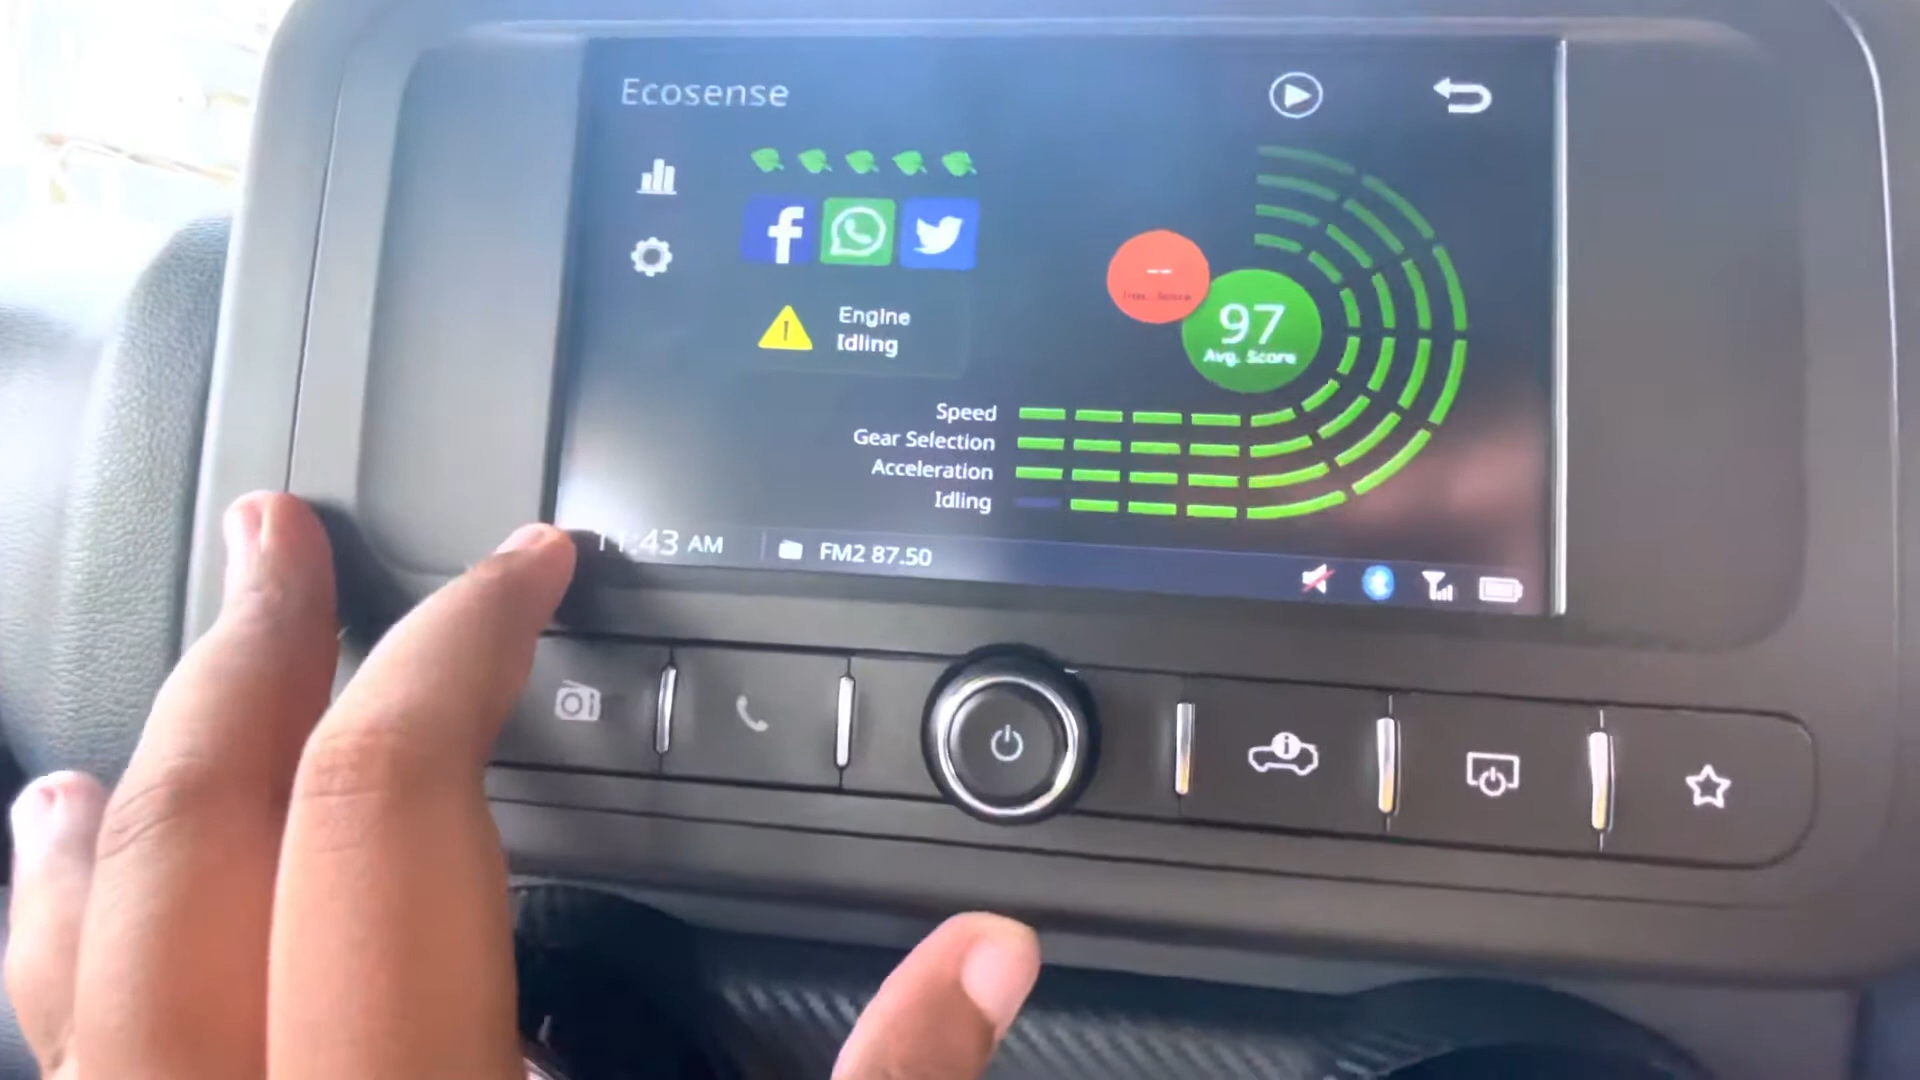 Ecosense
Engine
Idling
--
97
Avg. Score
Speed
Gear Selection
Acceleration
Idling
11:43 AM
FM2 87.50